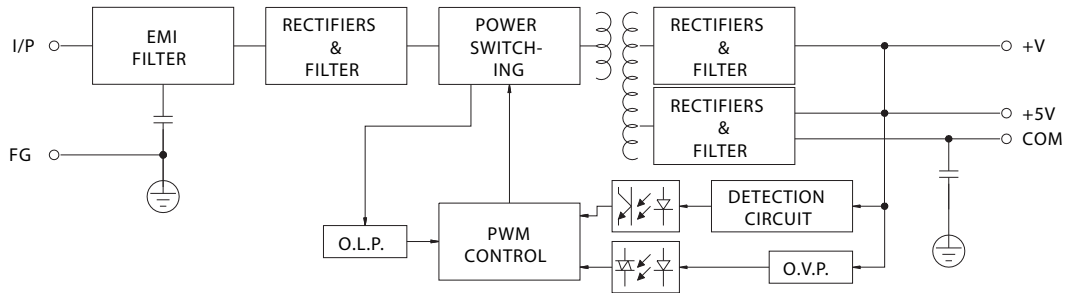 I/P
EMI
FILTER
RECTIFIERS
&
FILTER
POWER
SWITCH-
ING
RECTIFIERS
&
FILTER
+V
RECTIFIERS
&
FILTER
+5V
COM
FG
DETECTION
CIRCUIT
O.L.P.
PWM
CONTROL
O.V.P.